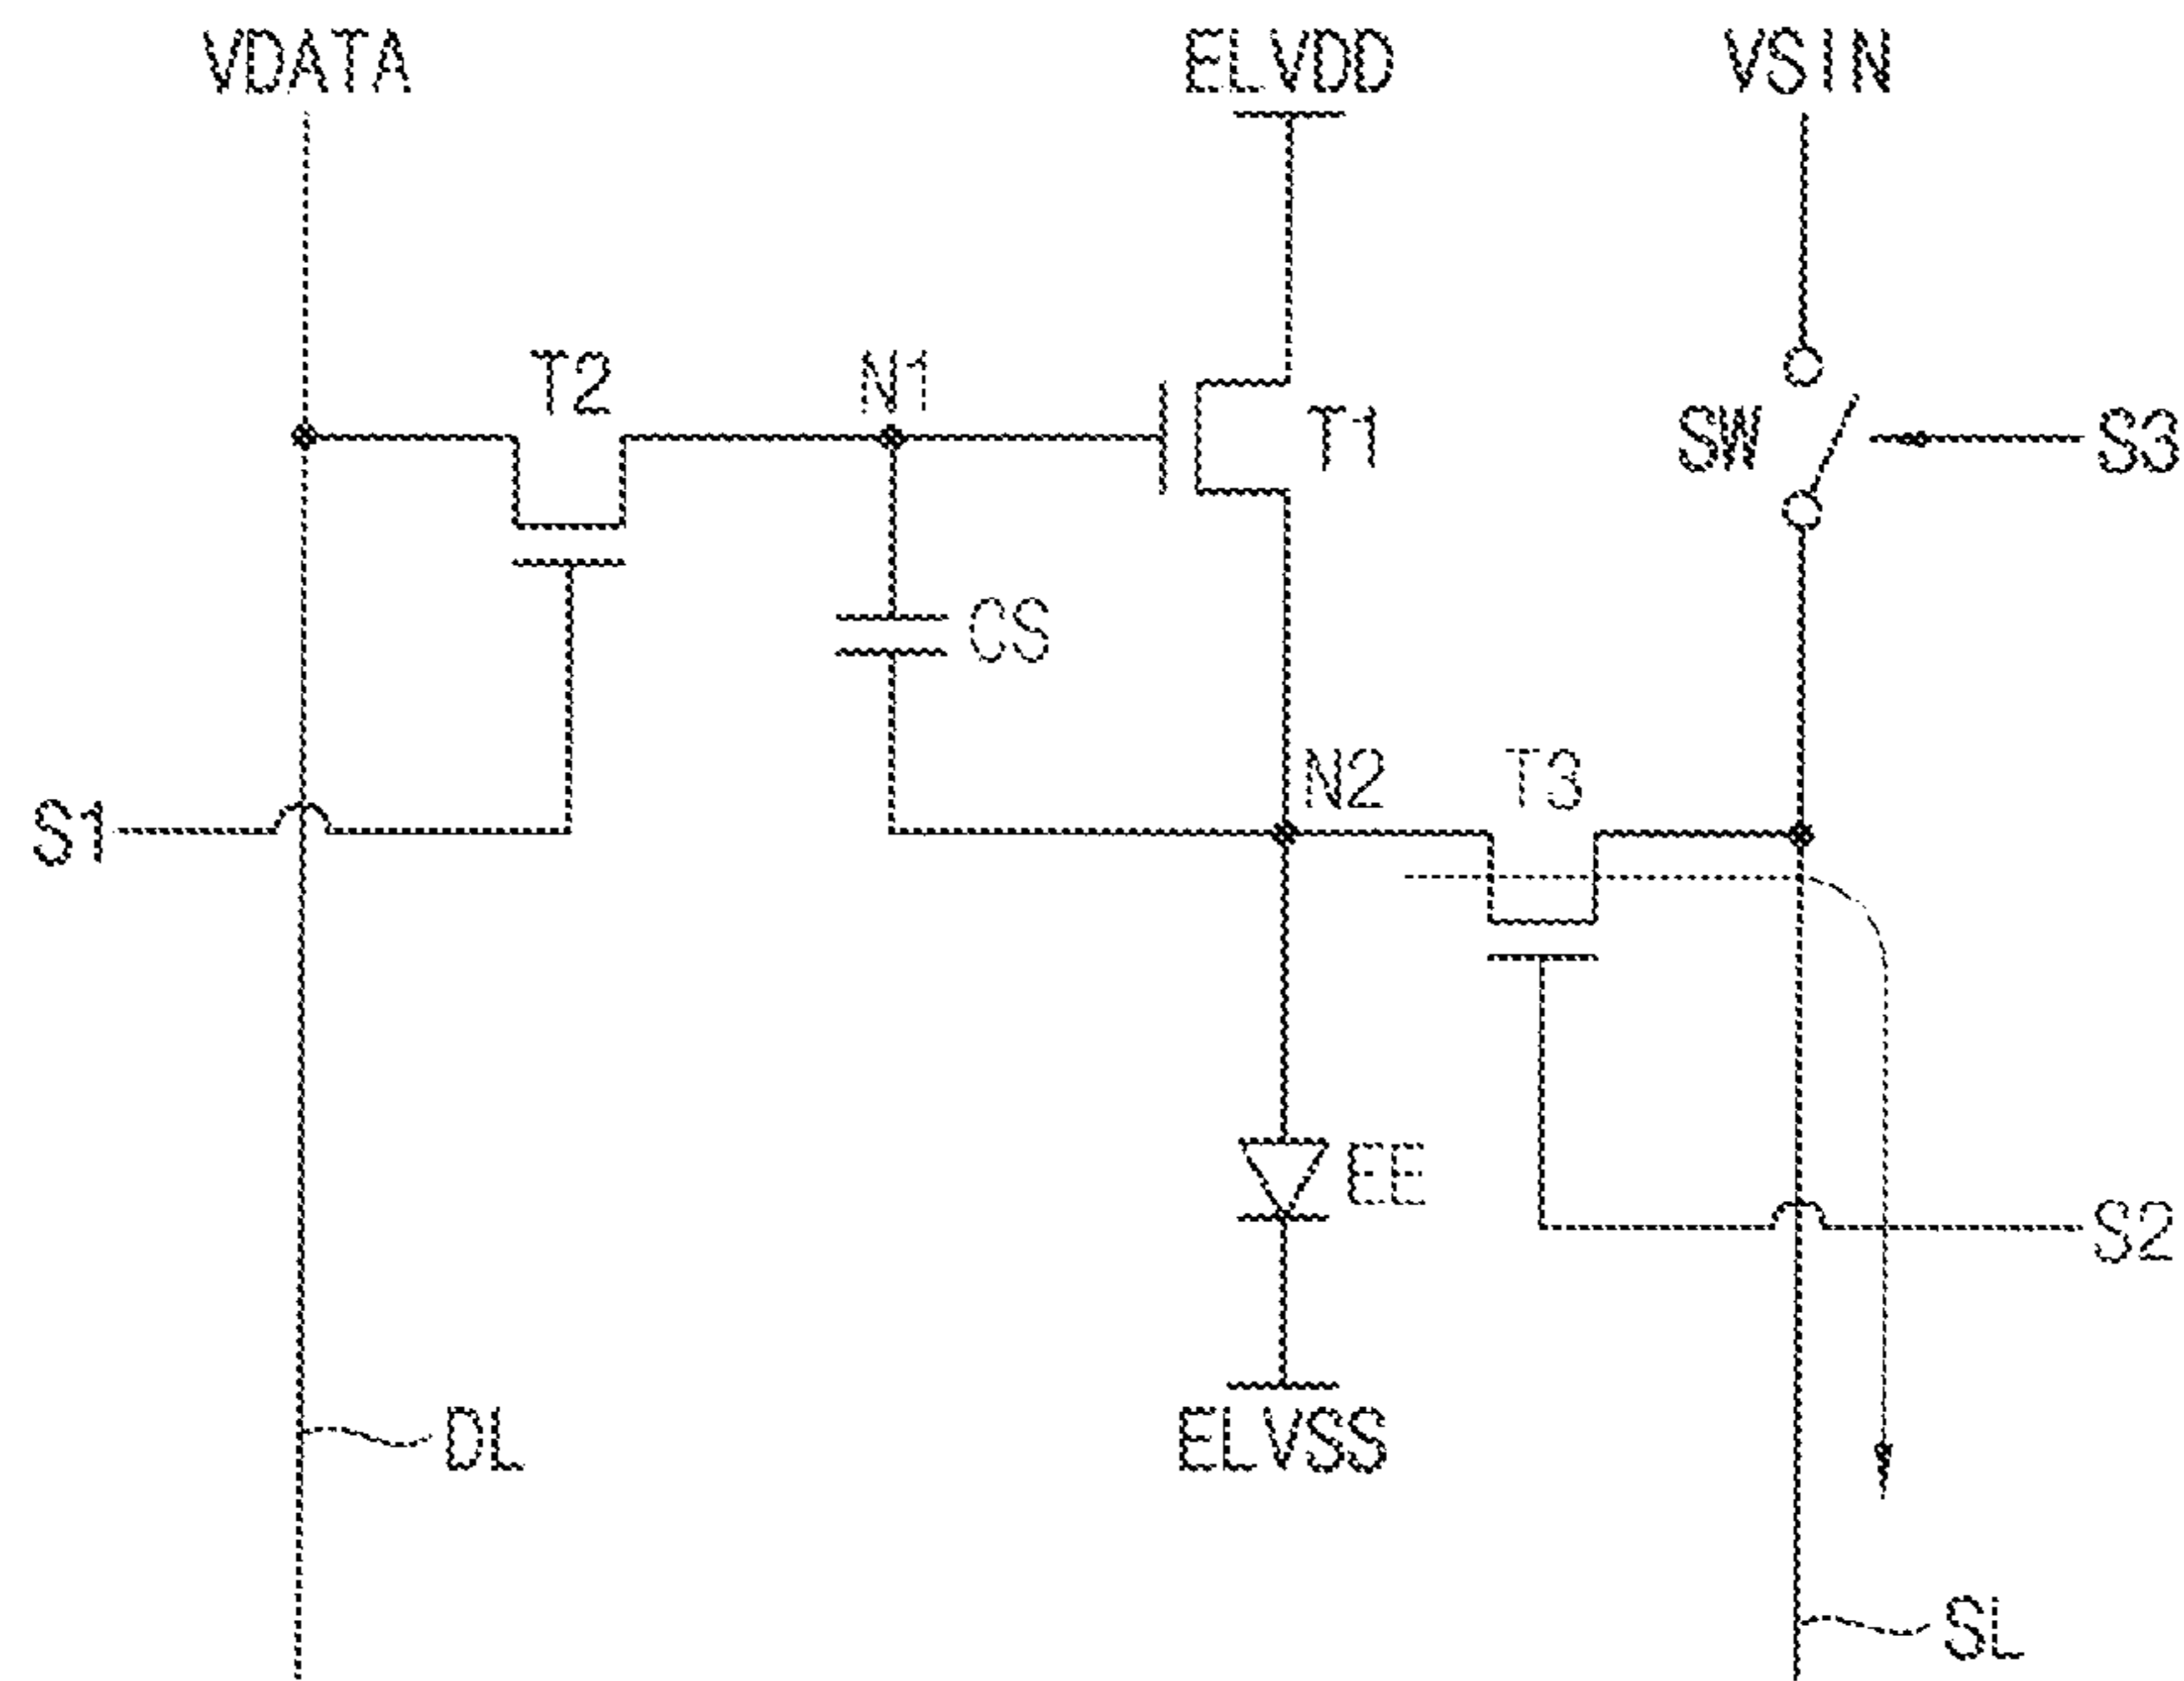 VDATA
ELVDD
VSIN
T2
N1
T1
SW
S3
CS
N2
T3
S1
EE
S2
DL
ELVSS
SL